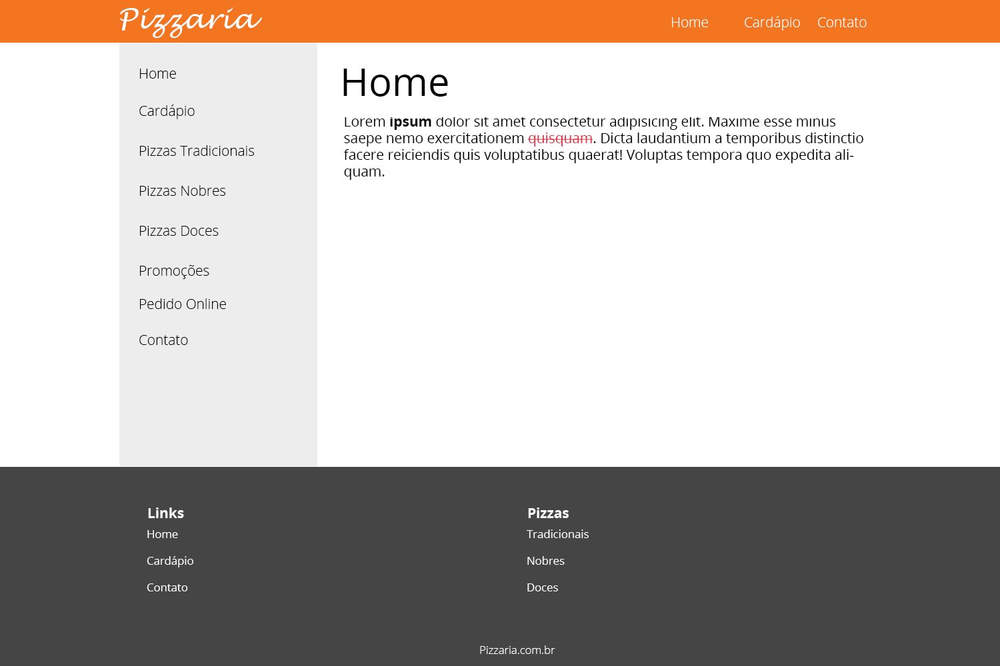 Pizzaria
Home Cardápio Contato
Home
Cardápio
Pizzas Tradicionais
Pizzas Nobres
Pizzas Doces
Promoções
Pedido Online
Contato
Home
Lorem ipsum dolor sit amet consectetur adipisicing elit. Maxime esse minus
saepe nemo exercitationem quisquam. Dicta laudantium a temporibus distinctio
facere reiciendis quis voluptatibus quaerat! Voluptas tempora quo expedita ali-
quam.
Links
Home
Cardápio
Contato
Pizzas
Tradicionais
Nobres
Doces
Pizzaria.com.br